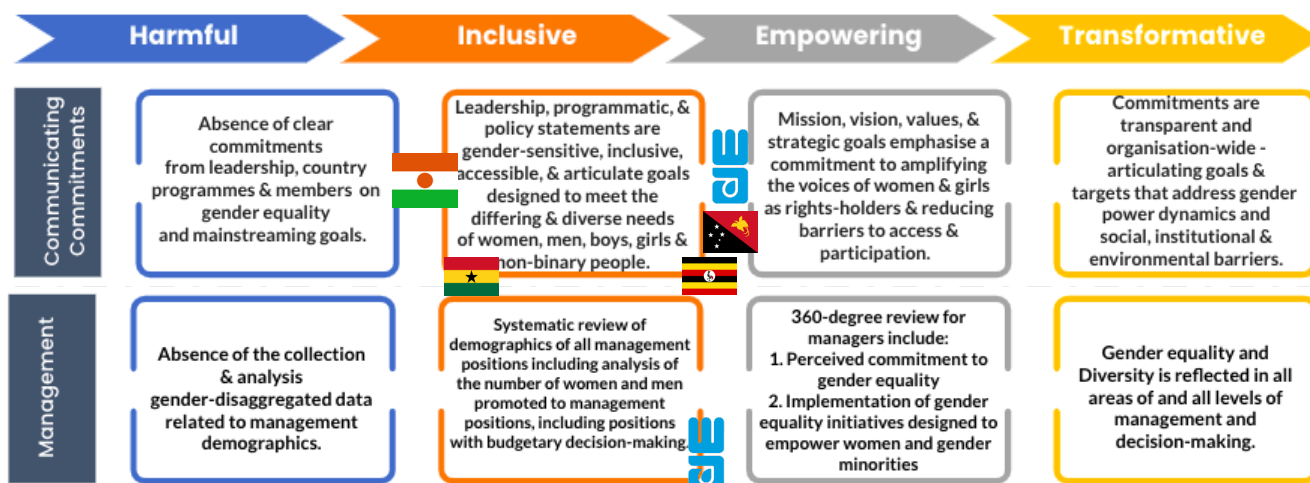 Harmful
Inclusive
Empowering
Transformative
Communicating
Commitments
Absence of clear
commitments
from leadership, country
programmes & members on
gender equality
and mainstreaming goals.
Leadership, programmatic, &
policy statements are
gender-sensitive, inclusive,
accessible, & articulate goals
designed to meet the
differing & diverse needs
of women, men, boys, girls &
non-binary people.
Mission, vision, values, &
strategic goals emphasise a
commitment to amplifying
the voices of women & girls
as rights-holders & reducing
barriers to access &
participation.
Commitments are
transparent and
organisation-wide -
articulating goals &
targets that address gender
power dynamics and
social, institutional &
environmental barriers.
Management
Absence of the collection
& analysis
gender-disaggregated data
related to management
demographics.
Systematic review of
demographics of all management
positions including analysis of
the number of women and men
promoted to management
positions, including positions
with budgetary decision-making.
360-degree review for
managers include:
1. Perceived commitment to
gender equality
2. Implementation of gender
equality initiatives designed to
empower women and gender
minorities
Gender equality and
Diversity is reflected in all
areas of and all levels of
management and
decision-making.